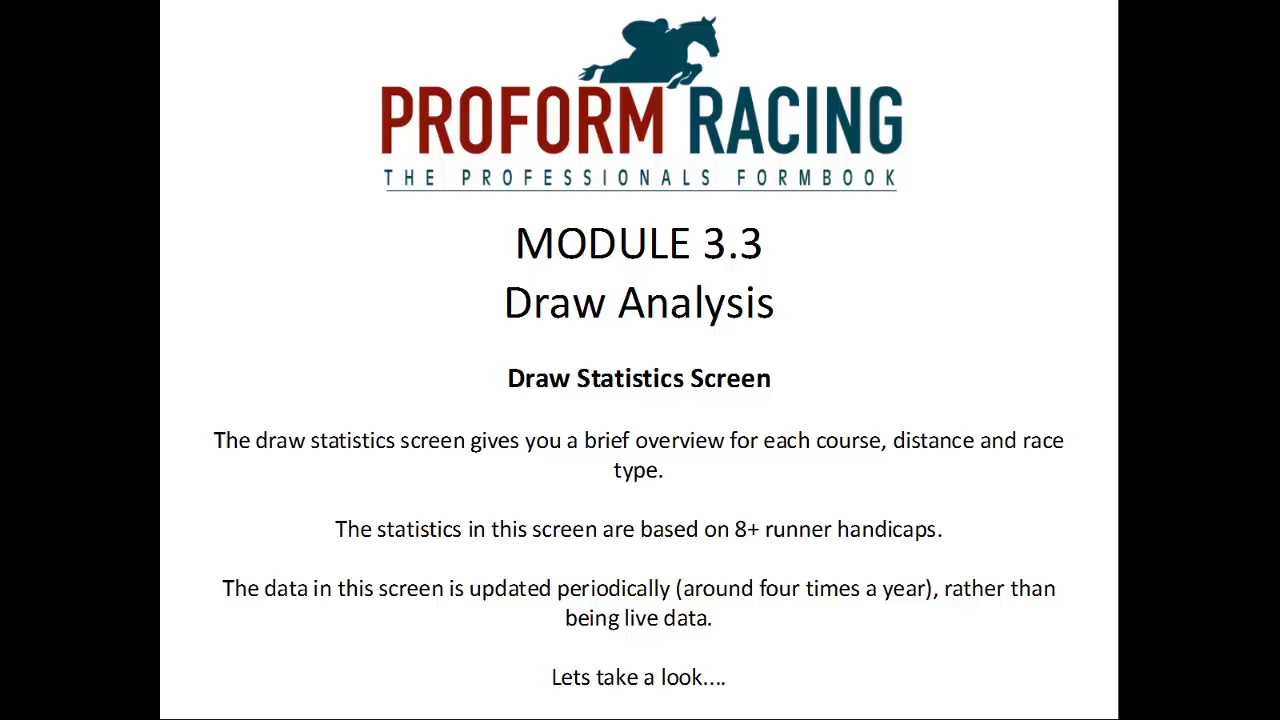 PROFORM RACING
THE PROFESSIONALS FORMBOOK
MODULE 3.3
Draw Analysis
Draw Statistics Screen
The draw statistics screen gives you a brief overview for each course, distance and race
type.
The statistics in this screen are based on 8+ runner handicaps.
The data in this screen is updated periodically (around four times a year), rather than
being live data.
Lets take a look....